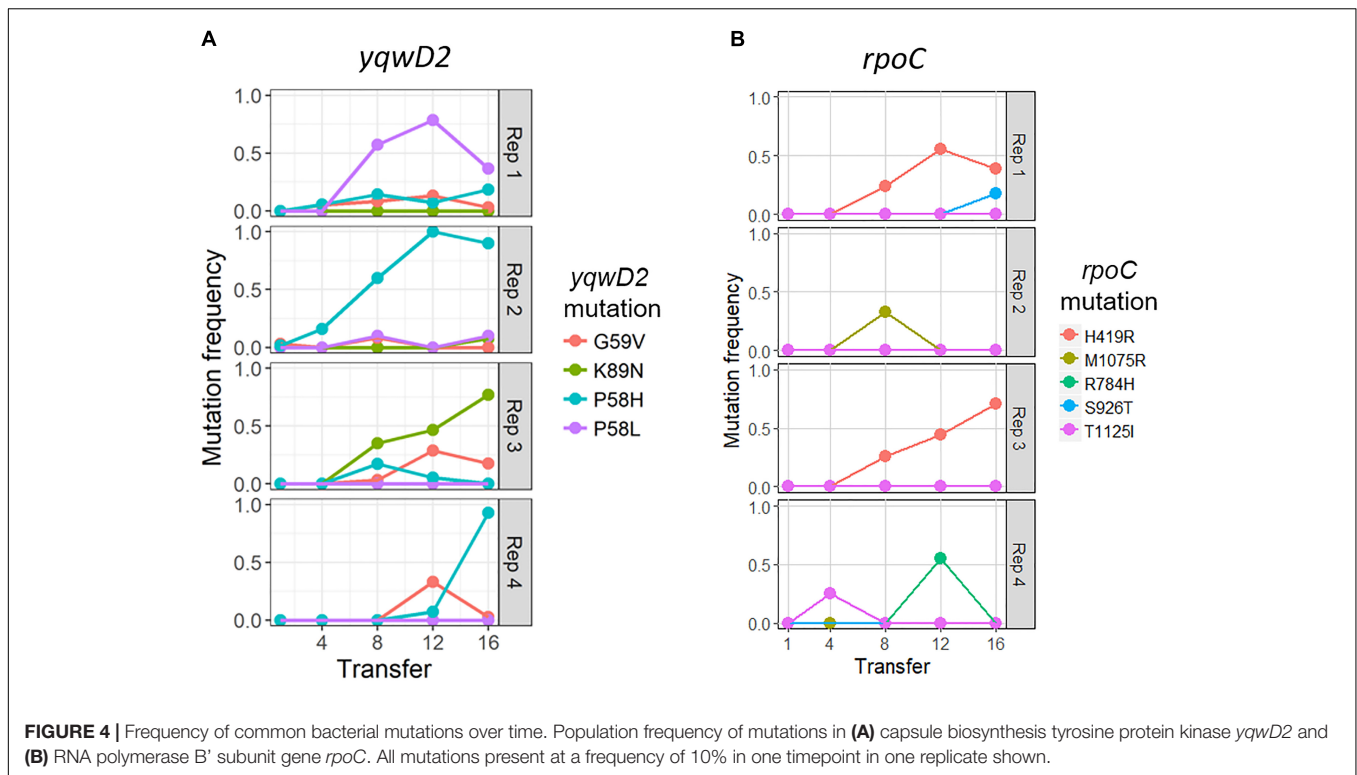 A
yqwD2
Mutation frequency
1.0
0.5
0.0
Rep 1
1.0
0.5
0.0
Rep 2
1.0
0.5
0.0
Rep 3
1.0
0.5
0.0
Rep 4
4 8 12 16
Transfer
yqwD2
mutation
G59V
K89N
P58H
P58L
B
rpoC
Mutation frequency
1.0
0.5
0.0
Rep 1
1.0
0.5
0.0
Rep 2
1.0
0.5
0.0
Rep 3
1.0
0.5
0.0
Rep 4
1 4 8 12 16
Transfer
rpoC
mutation
H419R
M1075R
R784H
S926T
T1125I
FIGURE 4 | Frequency of common bacterial mutations over time. Population frequency of mutations in (A) capsule biosynthesis tyrosine protein kinase yqwD2 and
(B) RNA polymerase B' subunit gene rpoC. All mutations present at a frequency of 10% in one timepoint in one replicate shown.